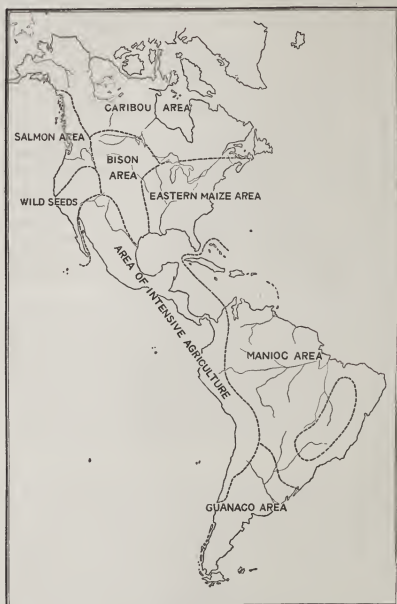 CARIBOU AREA
SALMON AREA
BISON
AREA
EASTERN MAIZE AREA
WILD SEEDS
AREA OF INTENSIVE AGRICULTURE
MANIOC AREA
GUANACO AREA